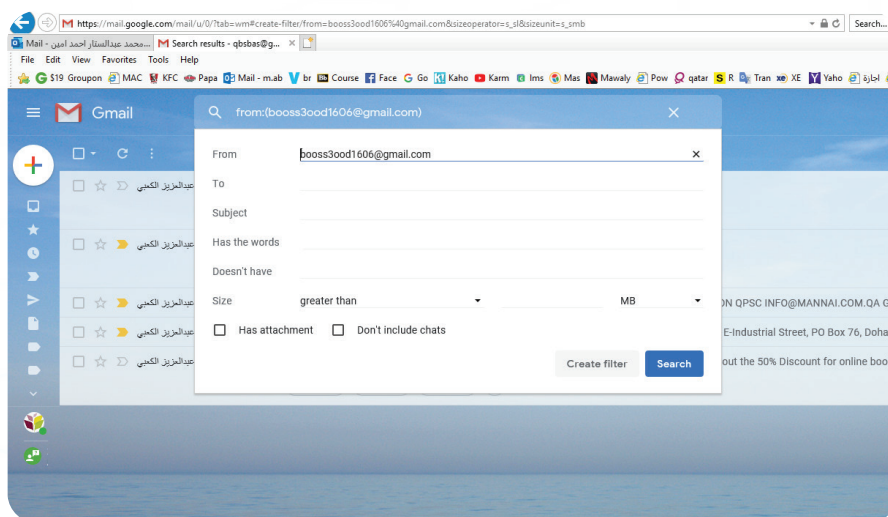 https://mail.google.com/mail/u/0/?tab=wm#create-filter/from=booss3ood1606%40gmail.com&sizeoperator=s_sl&sizeunit=s_smb
Search...
Mail - محمد عبدالستار احمد امين...
Search results - qbsbas@g...
File Edit View Favorites Tools Help
$19 Groupon MAC KFC Papa Mail - m.ab br Course Face Go Kaho Karm Ims Mas Mawaly Pow qatar R Tran XE Yaho اجازة
Gmail
from:(booss3ood1606@gmail.com)
From booss3ood1606@gmail.com
To
عبدالعزيز الكعبي
Subject
Has the words
عبدالعزيز الكعبي
Doesn't have
Size greater than MB
عبدالعزيز الكعبي
ON QPSC INFO@MANNAI.COM.QA G
Has attachment Don't include chats
عبدالعزيز الكعبي
E-Industrial Street, PO Box 76, Doha
Create filter Search
عبدالعزيز الكعبي
out the 50% Discount for online boo